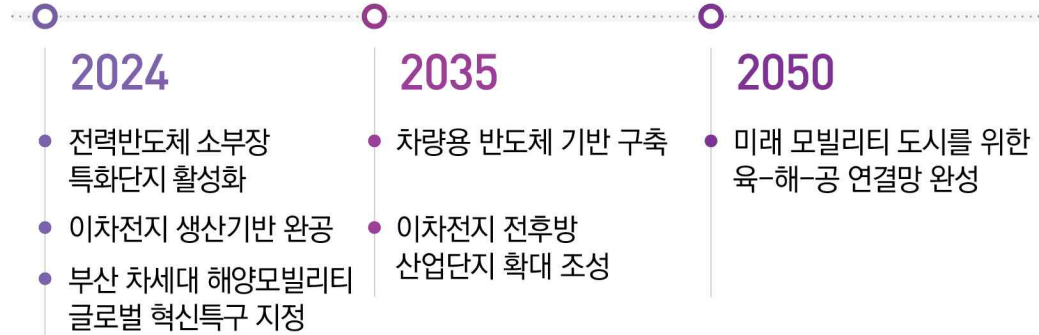 2024
전력반도체 소부장
특화단지 활성화
이차전지 생산기반 완공
부산 차세대 해양모빌리티
글로벌 혁신특구 지정
2035
차량용 반도체 기반 구축
이차전지 전후방
산업단지 확대 조성
2050
미래 모빌리티 도시를 위한
육-해-공 연결망 완성